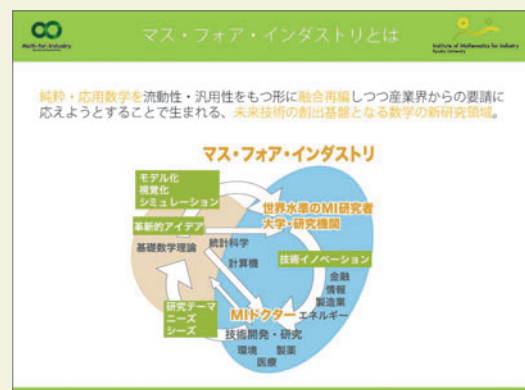 マス・フォア・インダストリとは
Math-for-Industry
Institute of Mathematics for Industry
Kyushu University
純粋・応用数学を流動性・汎用性をもつ形に融合再編しつつ産業界からの要請に
応えようとすることで生まれる、未来技術の創出基盤となる数学の新研究領域。
マス・フォア・インダストリ
モデル化
視覚化
シミュレーション
世界水準のMI研究者
大学・研究機関
革新的アイデア
基礎数学理論
統計科学
計算機
技術イノベーション
金融
情報
製造業
エネルギー
研究テーマ
ニーズ
シーズ
MIドクター
技術開発・研究
環境 製薬
医療